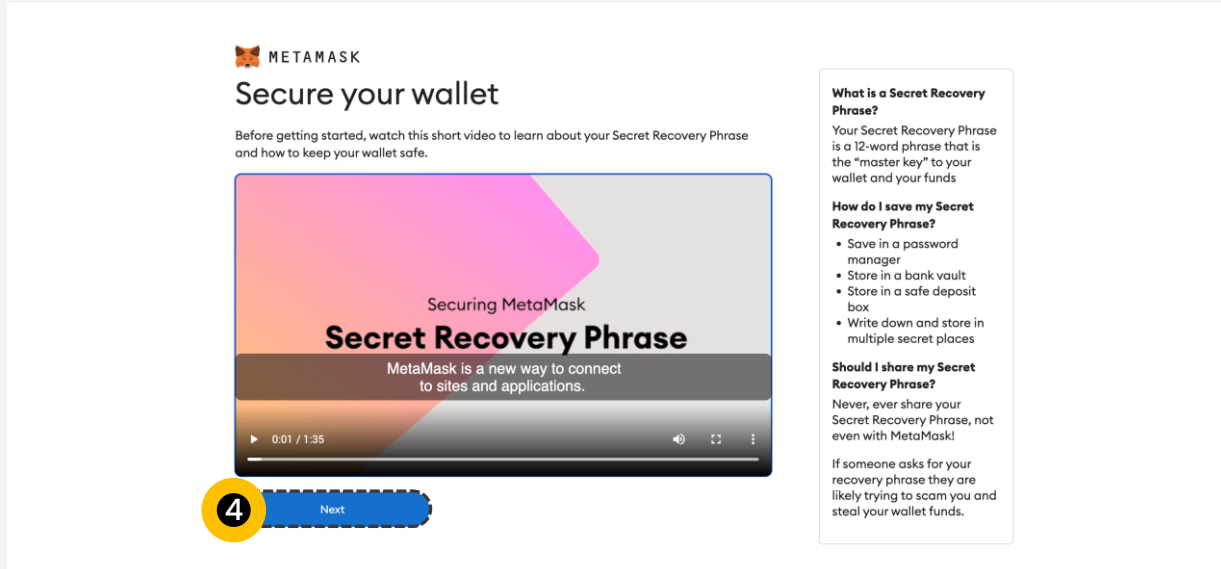 METAMASK
Secure your wallet
Before getting started, watch this short video to learn about your Secret Recovery Phrase
and how to keep your wallet safe.
Securing MetaMask
Secret Recovery Phrase
MetaMask is a new way to connect
to sites and applications.
0:01 / 1:35
4
Next
What is a Secret Recovery
Phrase?
Your Secret Recovery Phrase
is a 12-word phrase that is
the “master key” to your
wallet and your funds
How do I save my Secret
Recovery Phrase?
• Save in a password
manager
• Store in a bank vault
• Store in a safe deposit
box
• Write down and store in
multiple secret places
Should I share my Secret
Recovery Phrase?
Never, ever share your
Secret Recovery Phrase, not
even with MetaMask!
If someone asks for your
recovery phrase they are
likely trying to scam you and
steal your wallet funds.